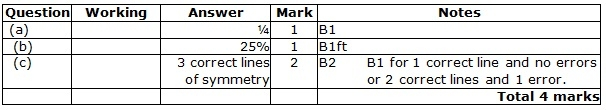 Question Working Answer Mark Notes
(a) ¼ 1 B1
(b) 25% 1 B1ft
(c) 3 correct lines 2 B2 B1 for 1 correct line and no errors
of symmetry or 2 correct lines and 1 error.
Total 4 marks